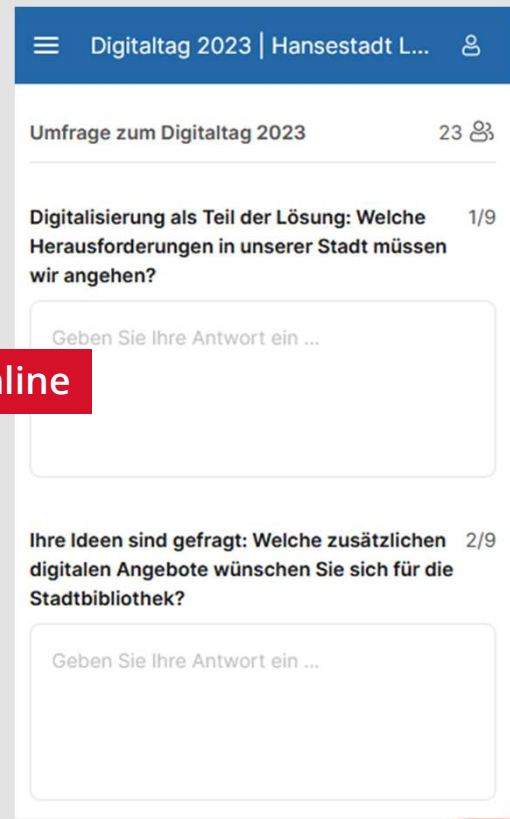 Digitaltag 2023 | Hansestadt L...
Umfrage zum Digitaltag 2023 23
Digitalisierung als Teil der Lösung: Welche 1/9
Herausforderungen in unserer Stadt müssen
wir angehen?
Geben Sie Ihre Antwort ein ...
line
Ihre Ideen sind gefragt: Welche zusätzlichen 2/9
digitalen Angebote wünschen Sie sich für die
Stadtbibliothek?
Geben Sie Ihre Antwort ein ...